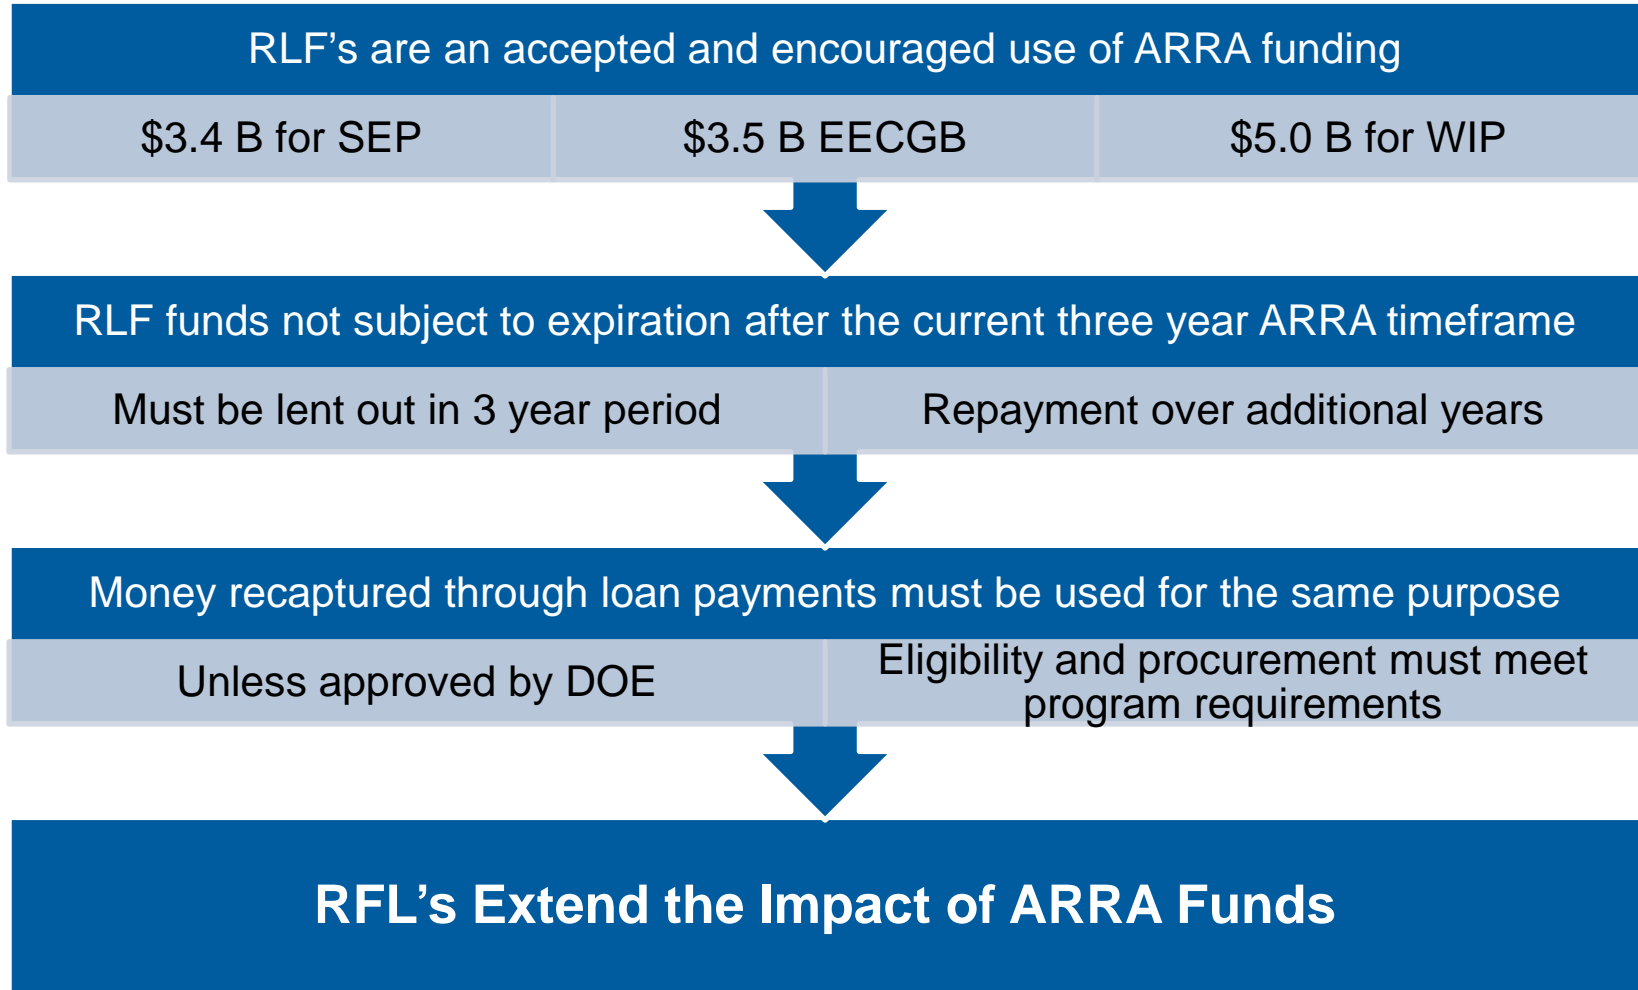 RLF’s are an accepted and encouraged use of ARRA funding
$3.4 B for SEP
$3.5 B EECGB
$5.0 B for WIP
RLF funds not subject to expiration after the current three year ARRA timeframe
Must be lent out in 3 year period
Repayment over additional years
Money recaptured through loan payments must be used for the same purpose
Unless approved by DOE
Eligibility and procurement must meet
program requirements
RFL’s Extend the Impact of ARRA Funds